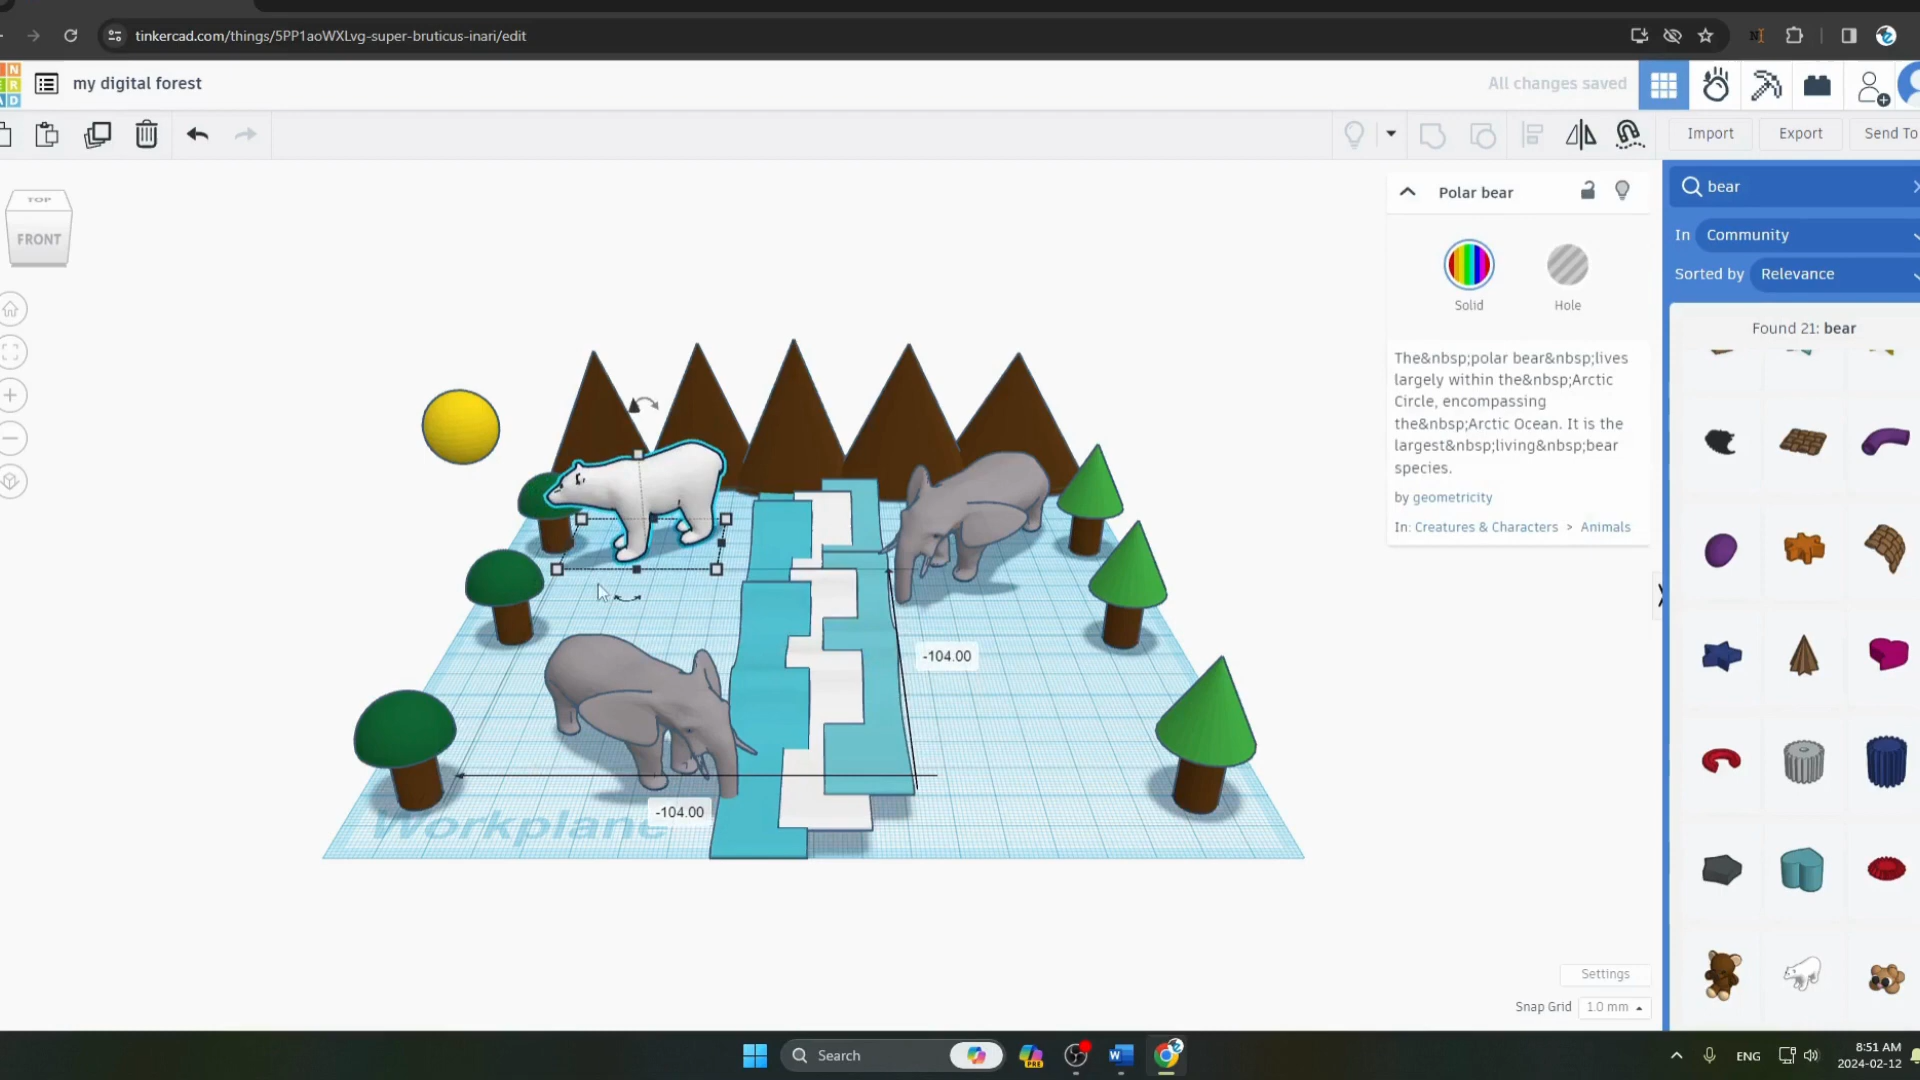 tinkercad.com/things/5PP1aoWXLvg-super-bruticus-inari/edit
my digital forest
All changes saved
Import
Export
Send To
TOP
FRONT
Polar bear
Solid
Hole
The&nbsp;polar bear&nbsp;lives
largely within the&nbsp;Arctic
Circle, encompassing
the&nbsp;Arctic Ocean. It is the
largest&nbsp;living&nbsp;bear
species.
by geometricity
In: Creatures & Characters > Animals
bear
In Community
Sorted by Relevance
Found 21: bear
-104.00
-104.00
Workplane
Settings
Snap Grid 1.0 mm
Search
PRE
W
ENG
8:51 AM
2024-02-12